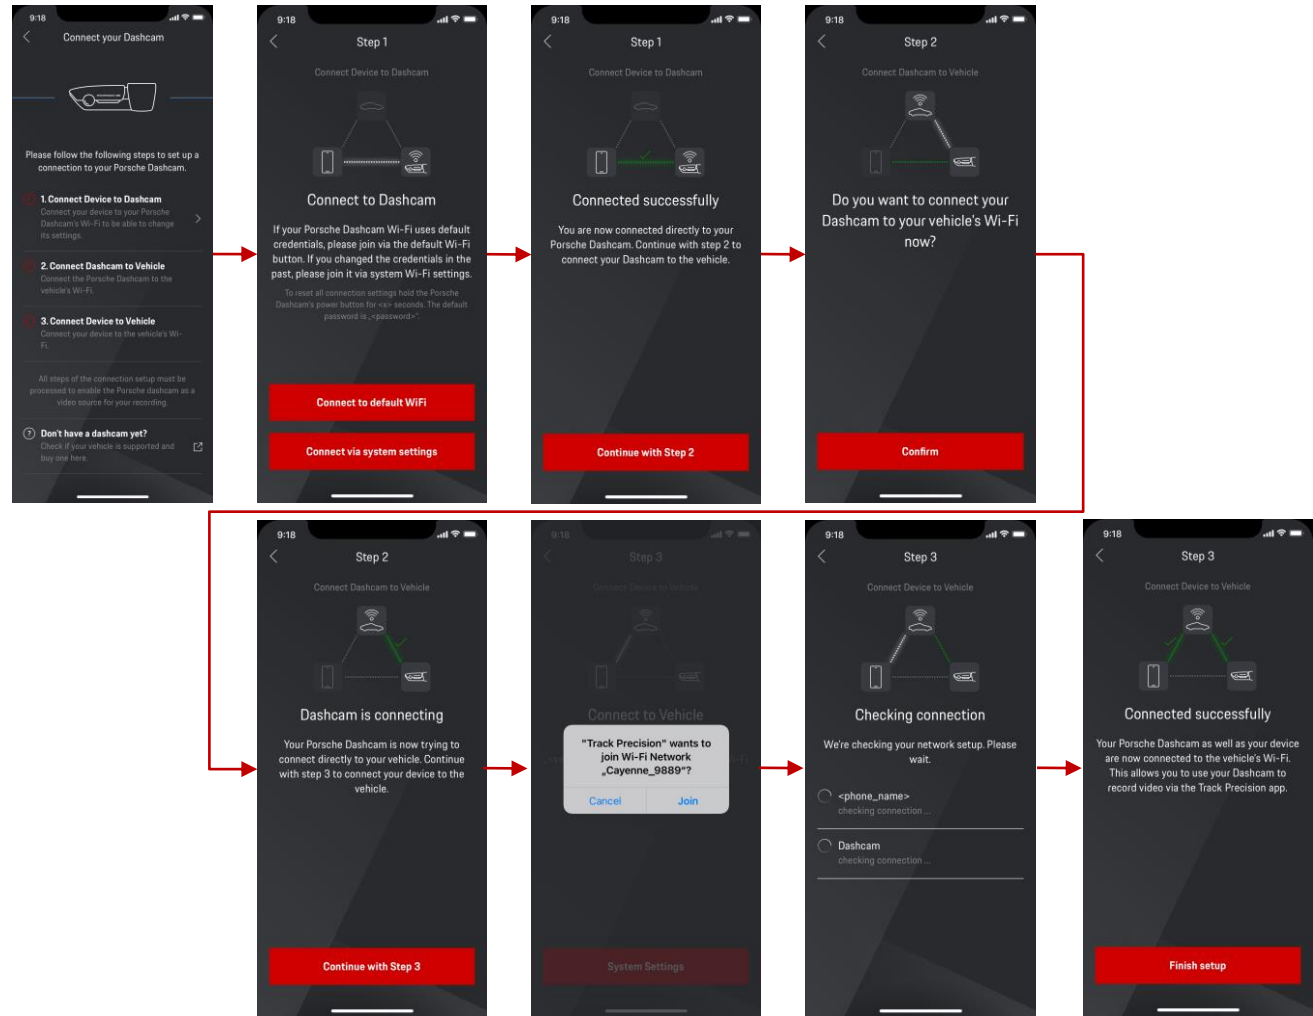 9:18
Connect your Dashcam
Please follow the following steps to set up a
connection to your Porsche Dashcam.
1. Connect Device to Dashcam
Connect your device to your Porsche
Dashcam's Wi-Fi to be able to change
its settings.
2. Connect Dashcam to Vehicle
Connect the Porsche Dashcam to the
vehicle's Wi-Fi.
3. Connect Device to Vehicle
Connect your device to the vehicle's Wi-
Fi.
All steps of the connection setup must be
processed to enable the Porsche dashcam as a
video source for your recording.
Don't have a dashcam yet?
Check if your vehicle is supported and
buy one here.
9:18
Step 1
Connect Device to Dashcam
Connect to Dashcam
If your Porsche Dashcam Wi-Fi uses default
credentials, please join via the default Wi-Fi
button. If you changed the credentials in the
past, please join it via system Wi-Fi settings.
To reset all connection settings hold the Porsche
Dashcam's power button for <x> seconds. The default
password is „<password>".
Connect to default WiFi
Connect via system settings
9:18
Step 1
Connect Device to Dashcam
Connected successfully
You are now connected directly to your
Porsche Dashcam. Continue with step 2 to
connect your Dashcam to the vehicle.
Continue with Step 2
9:18
Step 2
Connect Dashcam to Vehicle
Do you want to connect your
Dashcam to your vehicle's Wi-Fi
now?
Confirm
9:18
Step 2
Connect Dashcam to Vehicle
Dashcam is connecting
Your Porsche Dashcam is now trying to
connect directly to your vehicle. Continue
with step 3 to connect your device to the
vehicle.
Continue with Step 3
9:18
Step 3
Connect Device to Vehicle
Connect to Vehicle
"Track Precision" wants to
join Wi-Fi Network
„Cayenne_9889"?
Cancel
Join
System Settings
9:18
Step 3
Connect Device to Vehicle
Checking connection
We're checking your network setup. Please
wait.
<phone_name>
checking connection ...
Dashcam
checking connection ...
9:18
Step 3
Connect Device to Vehicle
Connected successfully
Your Porsche Dashcam as well as your device
are now connected to the vehicle's Wi-Fi.
This allows you to use your Dashcam to
record video via the Track Precision app.
Finish setup